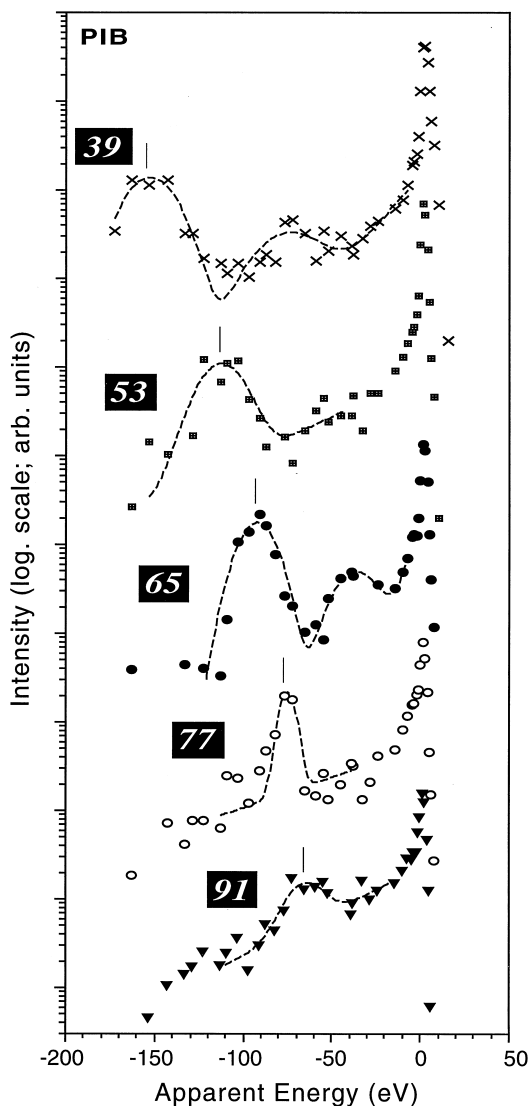 PIB
39
53
65
77
91
Intensity (log. scale; arb. units)
-200 -150 -100 -50 0 50
Apparent Energy (eV)